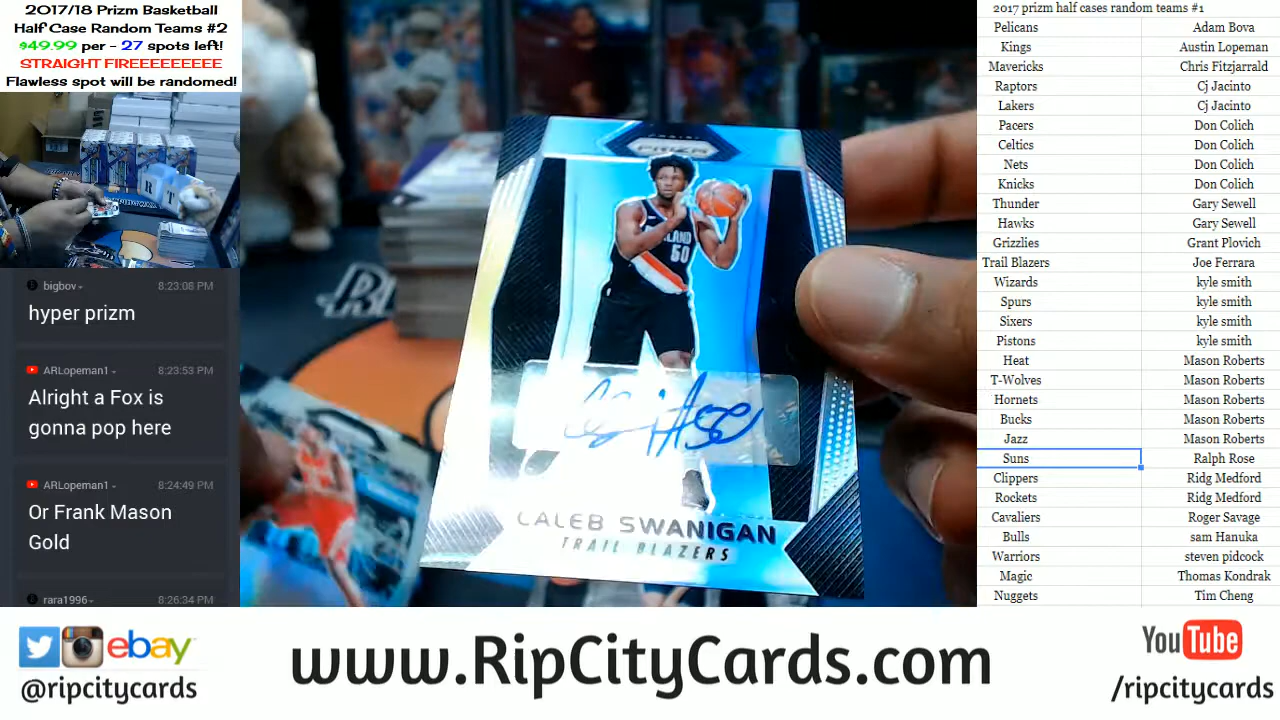 2017/18 Prizm Basketball
Half Case Random Teams #2
$49.99 per - 27 spots left!
STRAIGHT FIREEEEEEEEE
Flawless spot will be randomed!
R T
bigbov 8:23:08 PM
hyper prizm
ARLopeman1 8:23:53 PM
Alright a Fox is
gonna pop here
ARLopeman1 8:24:49 PM
Or Frank Mason
Gold
rara1996 8:26:34 PM
PANINI
PRIZM
50
CALEB SWANIGAN
TRAIL BLAZERS
2017 prizm half cases random teams #1
Pelicans Adam Bova
Kings Austin Lopeman
Mavericks Chris Fitzjarrald
Raptors Cj Jacinto
Lakers Cj Jacinto
Pacers Don Colich
Celtics Don Colich
Nets Don Colich
Knicks Don Colich
Thunder Gary Sewell
Hawks Gary Sewell
Grizzlies Grant Plovich
Trail Blazers Joe Ferrara
Wizards kyle smith
Spurs kyle smith
Sixers kyle smith
Pistons kyle smith
Heat Mason Roberts
T-Wolves Mason Roberts
Hornets Mason Roberts
Bucks Mason Roberts
Jazz Mason Roberts
Suns Ralph Rose
Clippers Ridg Medford
Rockets Ridg Medford
Cavaliers Roger Savage
Bulls sam Hanuka
Warriors steven pidcock
Magic Thomas Kondrak
Nuggets Tim Cheng
ebay
@ripcitycards
www.RipCityCards.com
YouTube
/ripcitycards